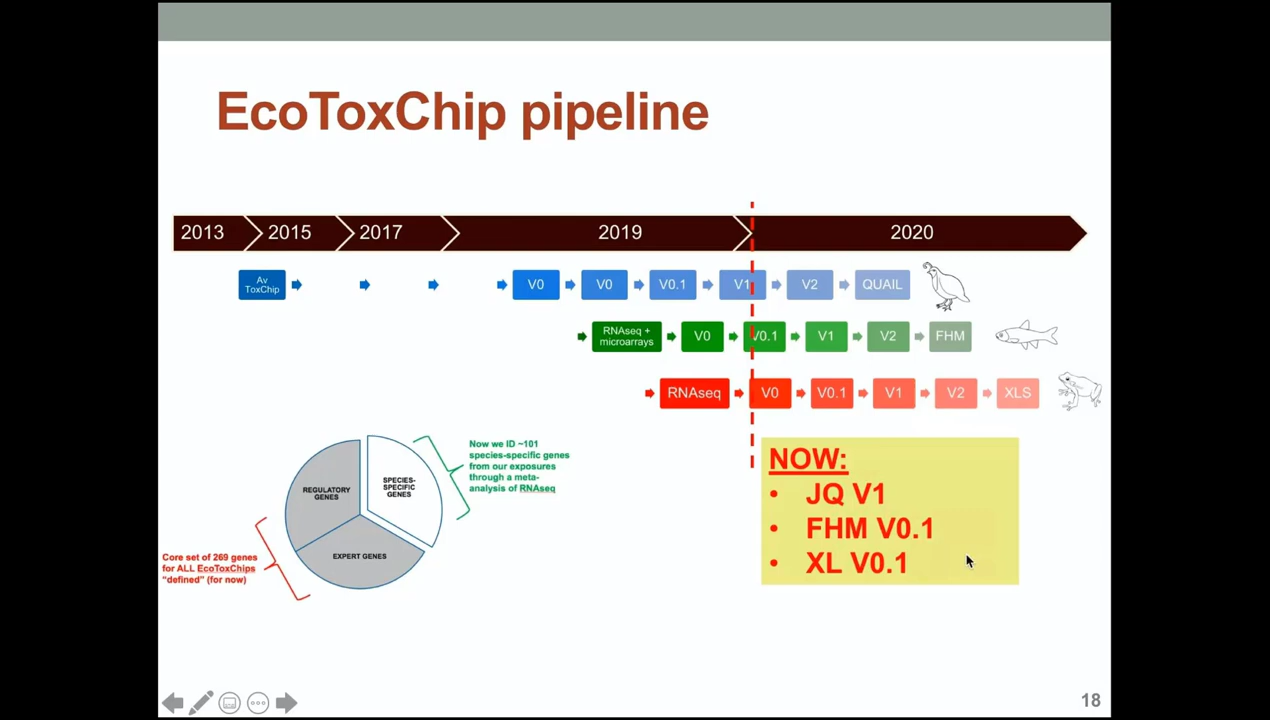 EcoToxChip pipeline
2013 2015 2017 2019 2020
Av
ToxChip
V0 V0 V0.1 V1 V2 QUAIL
RNAseq +
microarrays
V0 V0.1 V1 V2 FHM
RNAseq V0 V0.1 V1 V2 XLS
REGULATORY
GENES
SPECIES-
SPECIFIC
GENES
EXPERT GENES
Now we ID ~101
species-specific genes
from our exposures
through a meta-
analysis of RNAseq
Core set of 269 genes
for ALL EcoToxChips
“defined” (for now)
NOW:
• JQ V1
• FHM V0.1
• XL V0.1
18